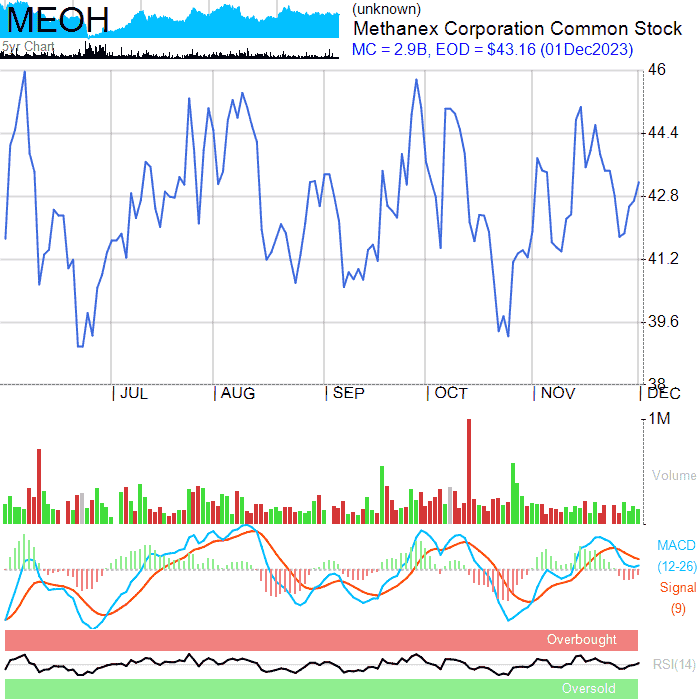 MEOH
5yr Chart
(unknown)
Methanex Corporation Common Stock
MC = 2.9B, EOD = $43.16 (01Dec2023)
46
44.4
42.8
41.2
39.6
38
JUL
AUG
SEP
OCT
NOV
DEC
1M
Volume
MACD
(12-26)
Signal
(9)
Overbought
RSI(14)
Oversold